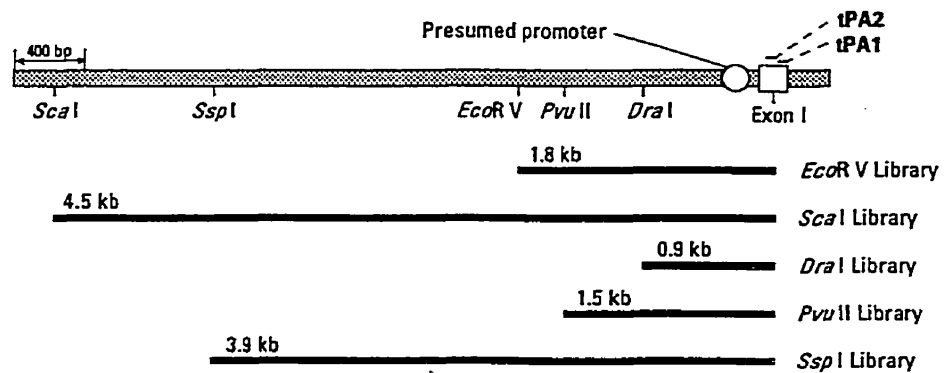 tPA2
Presumed promoter
tPA1
400 bp
Sca I
Ssp I
EcoR V
Pvu II
Dra I
Exon I
1.8 kb
EcoR V Library
4.5 kb
Sca I Library
0.9 kb
Dra I Library
1.5 kb
Pvu II Library
3.9 kb
Ssp I Library